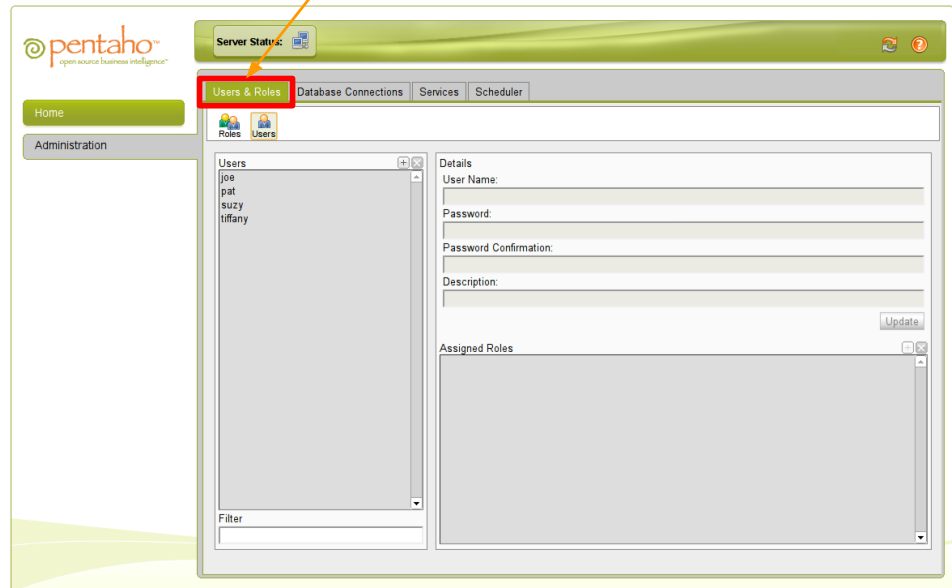 pentaho™
open source business intelligence™
Server Status:
Home
Administration
Users & Roles
Database Connections
Services
Scheduler
Roles
Users
Users
joe
pat
suzy
tiffany
Filter
Details
User Name:
Password:
Password Confirmation:
Description:
Update
Assigned Roles